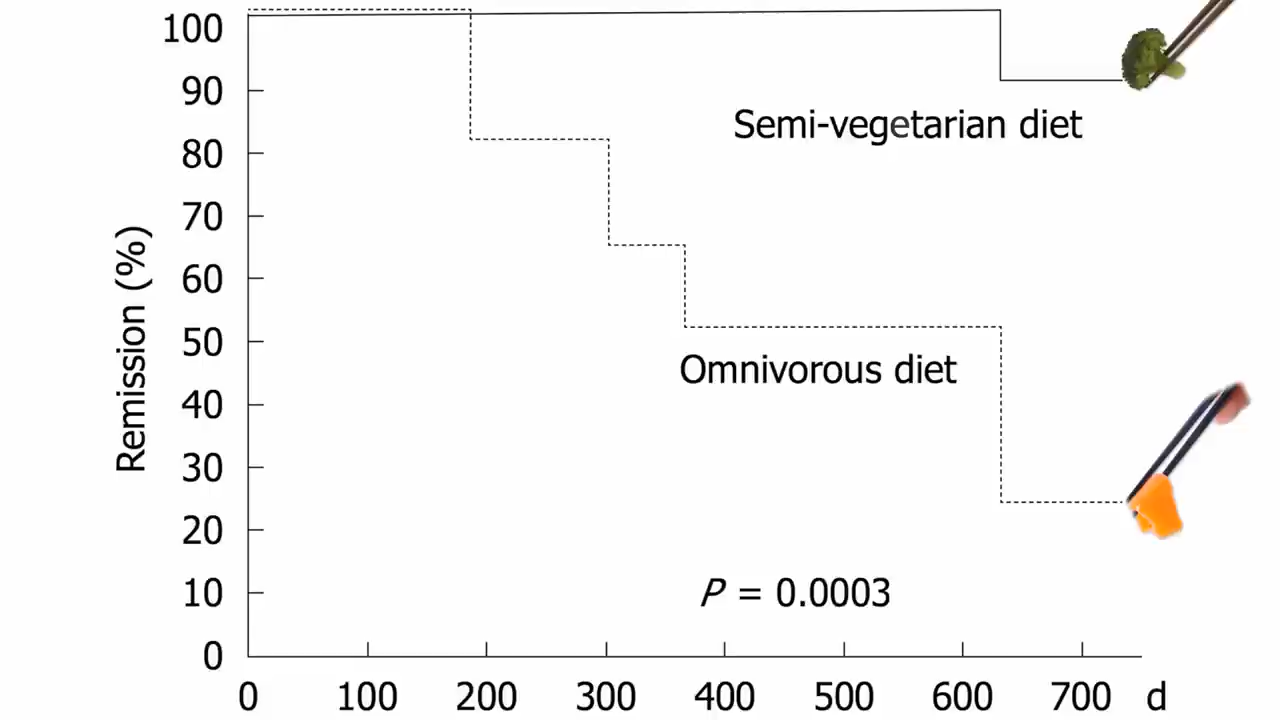 100
90
80
70
60
50
40
30
20
10
0
Remission (%)
Semi-vegetarian diet
Omnivorous diet
P = 0.0003
0 100 200 300 400 500 600 700 d